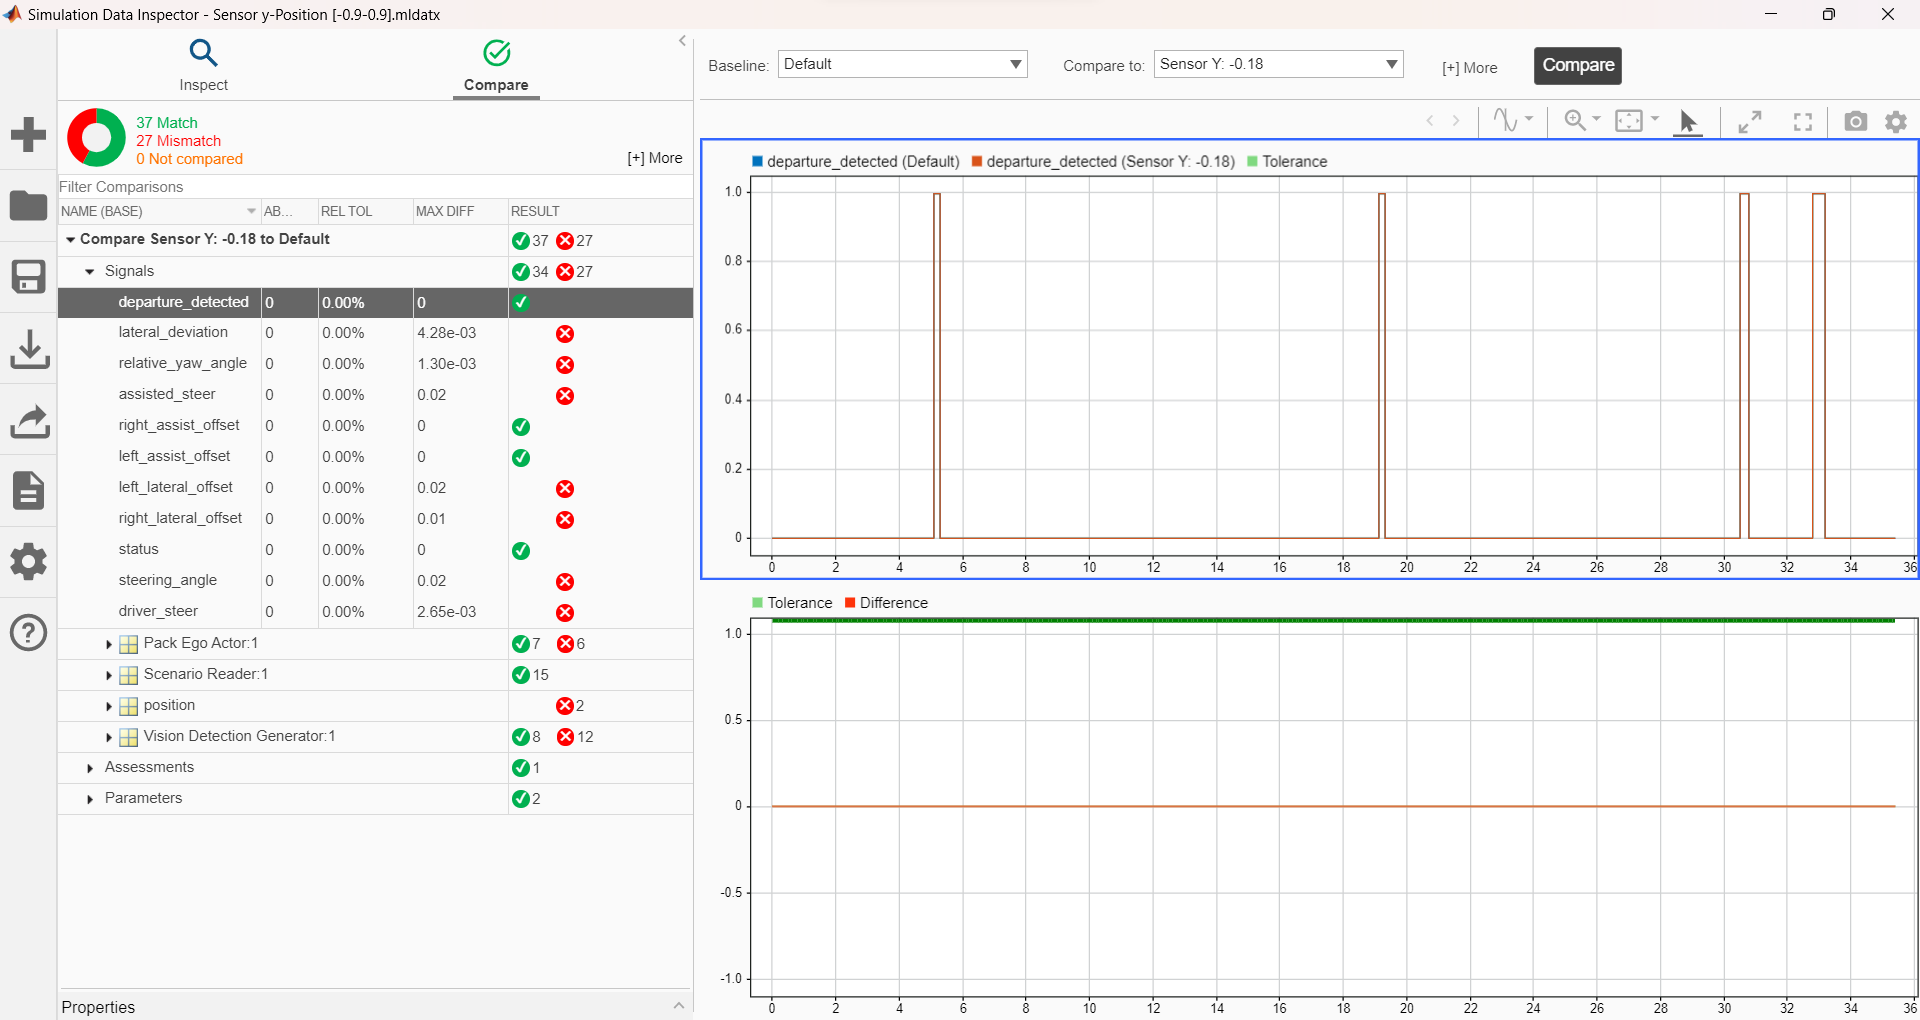 Simulation Data Inspector - Sensor y-Position [-0.9-0.9].mldatx
Inspect
Compare
37 Match
27 Mismatch
0 Not compared
[+] More
Filter Comparisons
NAME (BASE) AB... REL TOL MAX DIFF RESULT
Compare Sensor Y: -0.18 to Default 37 27
Signals 34 27
departure_detected 0 0.00% 0
lateral_deviation 0 0.00% 4.28e-03
relative_yaw_angle 0 0.00% 1.30e-03
assisted_steer 0 0.00% 0.02
right_assist_offset 0 0.00% 0
left_assist_offset 0 0.00% 0
left_lateral_offset 0 0.00% 0.02
right_lateral_offset 0 0.00% 0.01
status 0 0.00% 0
steering_angle 0 0.00% 0.02
driver_steer 0 0.00% 2.65e-03
Pack Ego Actor:1 7 6
Scenario Reader:1 15
position 2
Vision Detection Generator:1 8 12
Assessments 1
Parameters 2
Properties
Baseline: Default Compare to: Sensor Y: -0.18 [+] More Compare
departure_detected (Default) departure_detected (Sensor Y: -0.18) Tolerance
1.0
0.8
0.6
0.4
0.2
0
0 2 4 6 8 10 12 14 16 18 20 22 24 26 28 30 32 34 36
Tolerance Difference
1.0
0.5
0
-0.5
-1.0
0 2 4 6 8 10 12 14 16 18 20 22 24 26 28 30 32 34 36